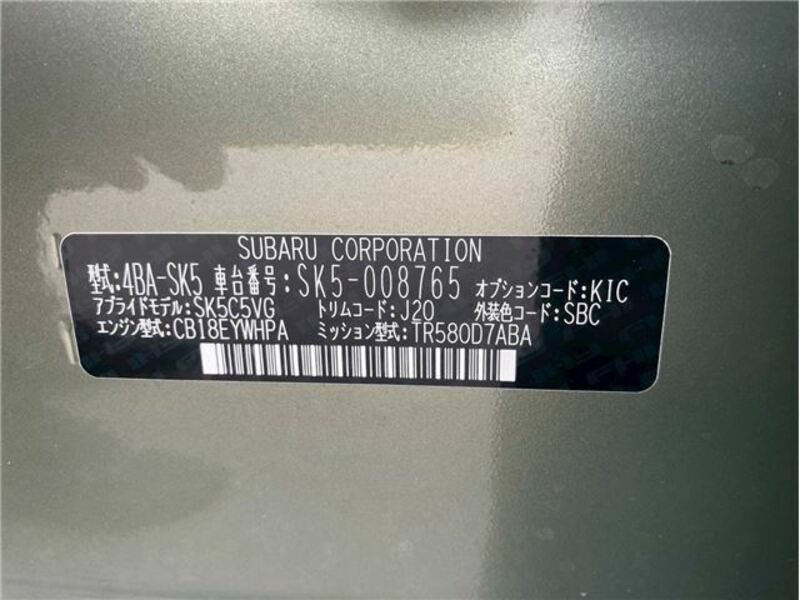 SUBARU CORPORATION
型式:4BA-SK5 車台番号:SK5-008765 オプションコード:KIC
アプライドモデル:SK5C5VG トリムコード:J20 外装色コード:SBC
エンジン型式:CB18EYWHPA ミッション型式:TR580D7ABA